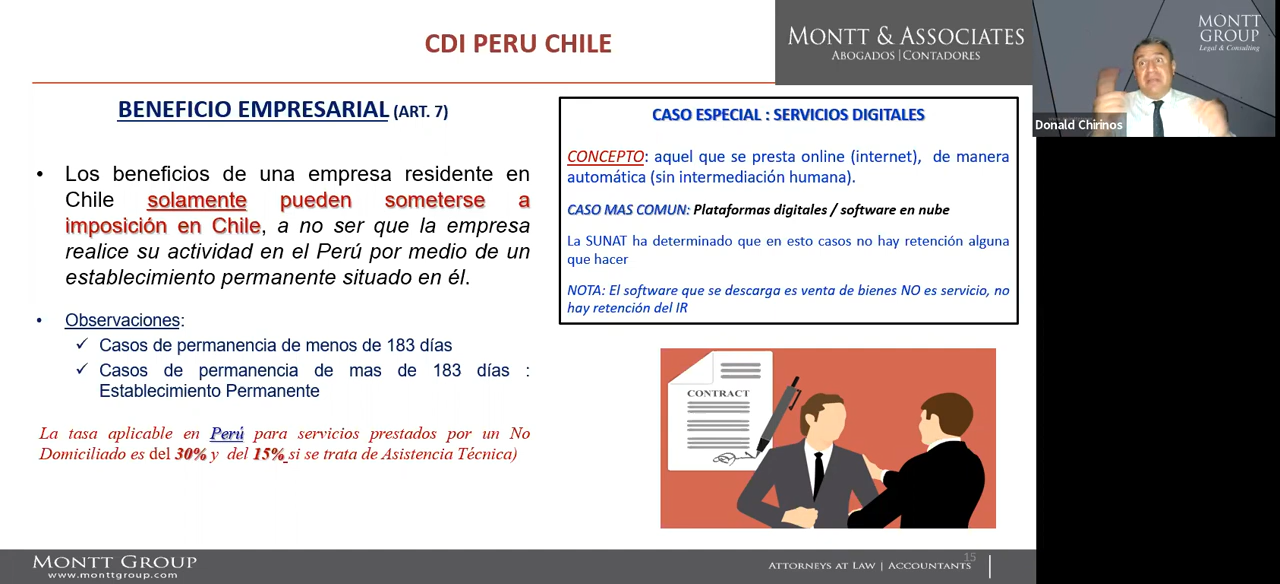 CDI PERU CHILE
MONTT & ASSOCIATES
ABOGADOS | CONTADORES
MONTT
GROUP
Legal & Consulting
Donald Chirinos
BENEFICIO EMPRESARIAL (ART. 7)
• Los beneficios de una empresa residente en
Chile solamente pueden someterse a
imposición en Chile, a no ser que la empresa
realice su actividad en el Perú por medio de un
establecimiento permanente situado en él.
• Observaciones:
✓ Casos de permanencia de menos de 183 días
✓ Casos de permanencia de mas de 183 días :
Establecimiento Permanente
La tasa aplicable en Perú para servicios prestados por un No
Domiciliado es del 30% y del 15% si se trata de Asistencia Técnica)
CASO ESPECIAL : SERVICIOS DIGITALES
CONCEPTO: aquel que se presta online (internet), de manera
automática (sin intermediación humana).
CASO MAS COMUN: Plataformas digitales / software en nube
La SUNAT ha determinado que en esto casos no hay retención alguna
que hacer
NOTA: El software que se descarga es venta de bienes NO es servicio, no
hay retención del IR
CONTRACT
MONTT GROUP
www.monttgroup.com
15
ATTORNEYS AT LAW | ACCOUNTANTS